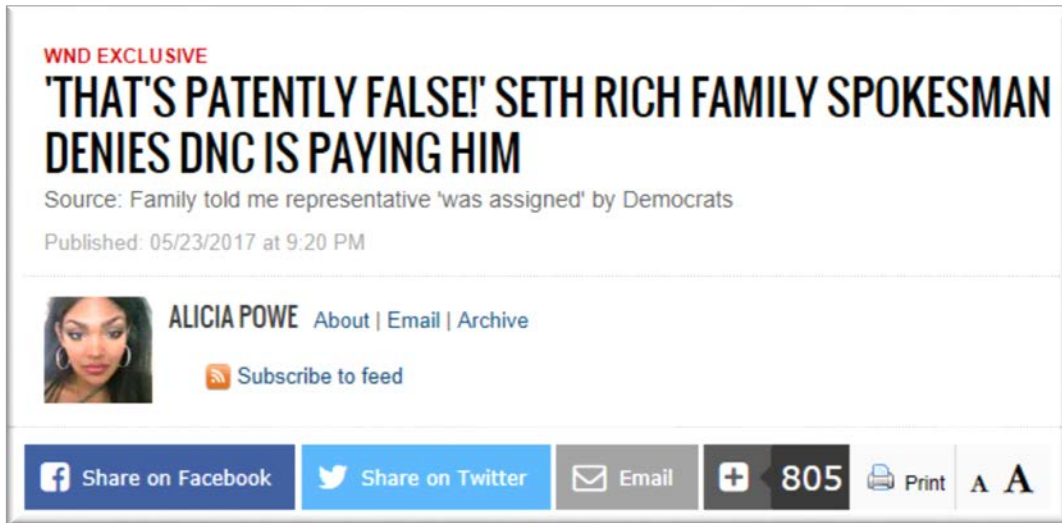 WND EXCLUSIVE
'THAT'S PATENTLY FALSE!' SETH RICH FAMILY SPOKESMAN
DENIES DNC IS PAYING HIM
Source: Family told me representative 'was assigned' by Democrats
Published: 05/23/2017 at 9:20 PM
ALICIA POWE About | Email | Archive
Subscribe to feed
Share on Facebook Share on Twitter Email 805 Print A A